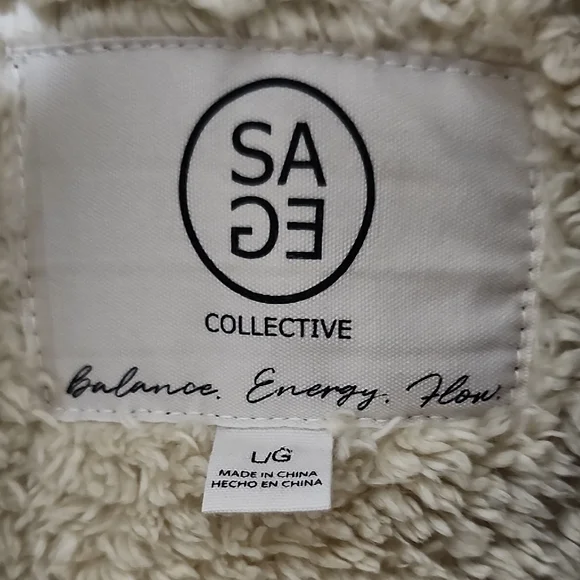 SA
GE
COLLECTIVE
Balance. Energy. Flow.
L/G
MADE IN CHINA
HECHO EN CHINA